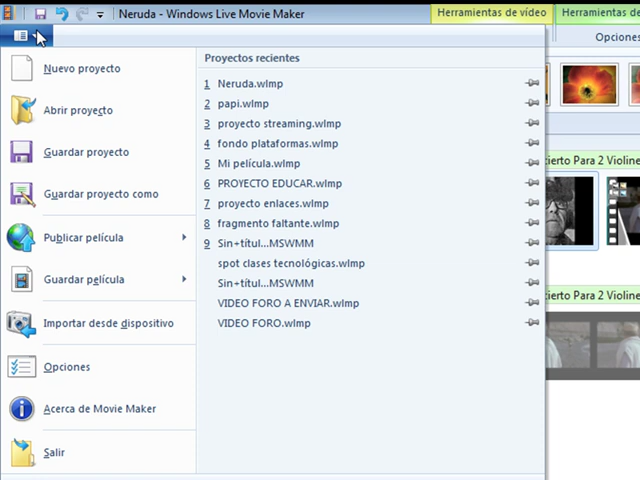 Neruda - Windows Live Movie Maker
Herramientas de vídeo
Herramientas de
Opciones
Nuevo proyecto
Abrir proyecto
Guardar proyecto
Guardar proyecto como
Publicar película
Guardar película
Importar desde dispositivo
Opciones
Acerca de Movie Maker
Salir
Proyectos recientes
1 Neruda.wlmp
2 papi.wlmp
3 proyecto streaming.wlmp
4 fondo plataformas.wlmp
5 Mi película.wlmp
6 PROYECTO EDUCAR.wlmp
7 proyecto enlaces.wlmp
8 fragmento faltante.wlmp
9 Sin+títul...MSWMM
spot clases tecnológicas.wlmp
Sin+títul...MSWMM
VIDEO FORO A ENVIAR.wlmp
VIDEO FORO.wlmp
cierto Para 2 Violine
cierto Para 2 Violine